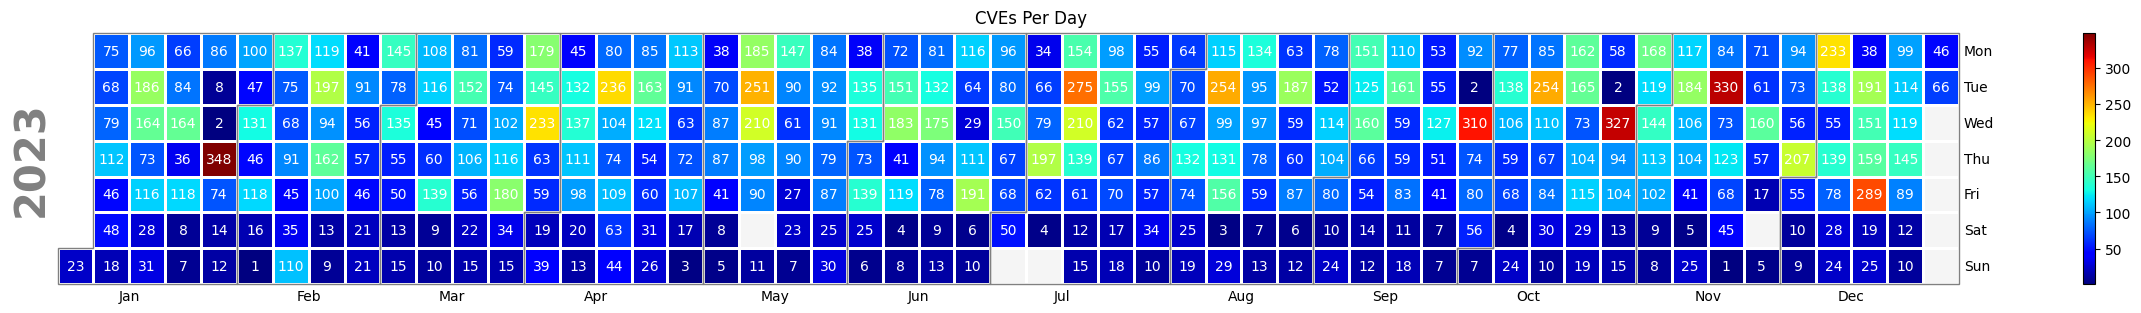 CVEs Per Day
2023
75 96 66 86 100 137 119 41 145 108 81 59 179 45 80 85 113 38 185 147 84 38 72 81 116 96 34 154 98 55 64 115 134 63 78 151 110 53 92 77 85 162 58 168 117 84 71 94 233 38 99 46 Mon
68 186 84 8 47 75 197 91 78 116 152 74 145 132 236 163 91 70 251 90 92 135 151 132 64 80 66 275 155 99 70 254 95 187 52 125 161 55 2 138 254 165 2 119 184 330 61 73 138 191 114 66 Tue
79 164 164 2 131 68 94 56 135 45 71 102 233 137 104 121 63 87 210 61 91 131 183 175 29 150 79 210 62 57 67 99 97 59 114 160 59 127 310 106 110 73 327 144 106 73 160 56 55 151 119 Wed
112 73 36 348 46 91 162 57 55 60 106 116 63 111 74 54 72 87 98 90 79 73 41 94 111 67 197 139 67 86 132 131 78 60 104 66 59 51 74 59 67 104 94 113 104 123 57 207 139 159 145 Thu
46 116 118 74 118 45 100 46 50 139 56 180 59 98 109 60 107 41 90 27 87 139 119 78 191 68 62 61 70 57 74 156 59 87 80 54 83 41 80 68 84 115 104 102 41 68 17 55 78 289 89 Fri
48 28 8 14 16 35 13 21 13 9 22 34 19 20 63 31 17 8 23 25 25 4 9 6 50 4 12 17 34 25 3 7 6 10 14 11 7 56 4 30 29 13 9 5 45 10 28 19 12 Sat
23 18 31 7 12 1 110 9 21 15 10 15 15 39 13 44 26 3 5 11 7 30 6 8 13 10 15 18 10 19 29 13 12 24 12 18 7 7 24 10 19 15 8 25 1 5 9 24 25 10 Sun
Jan Feb Mar Apr May Jun Jul Aug Sep Oct Nov Dec
300
250
200
150
100
50